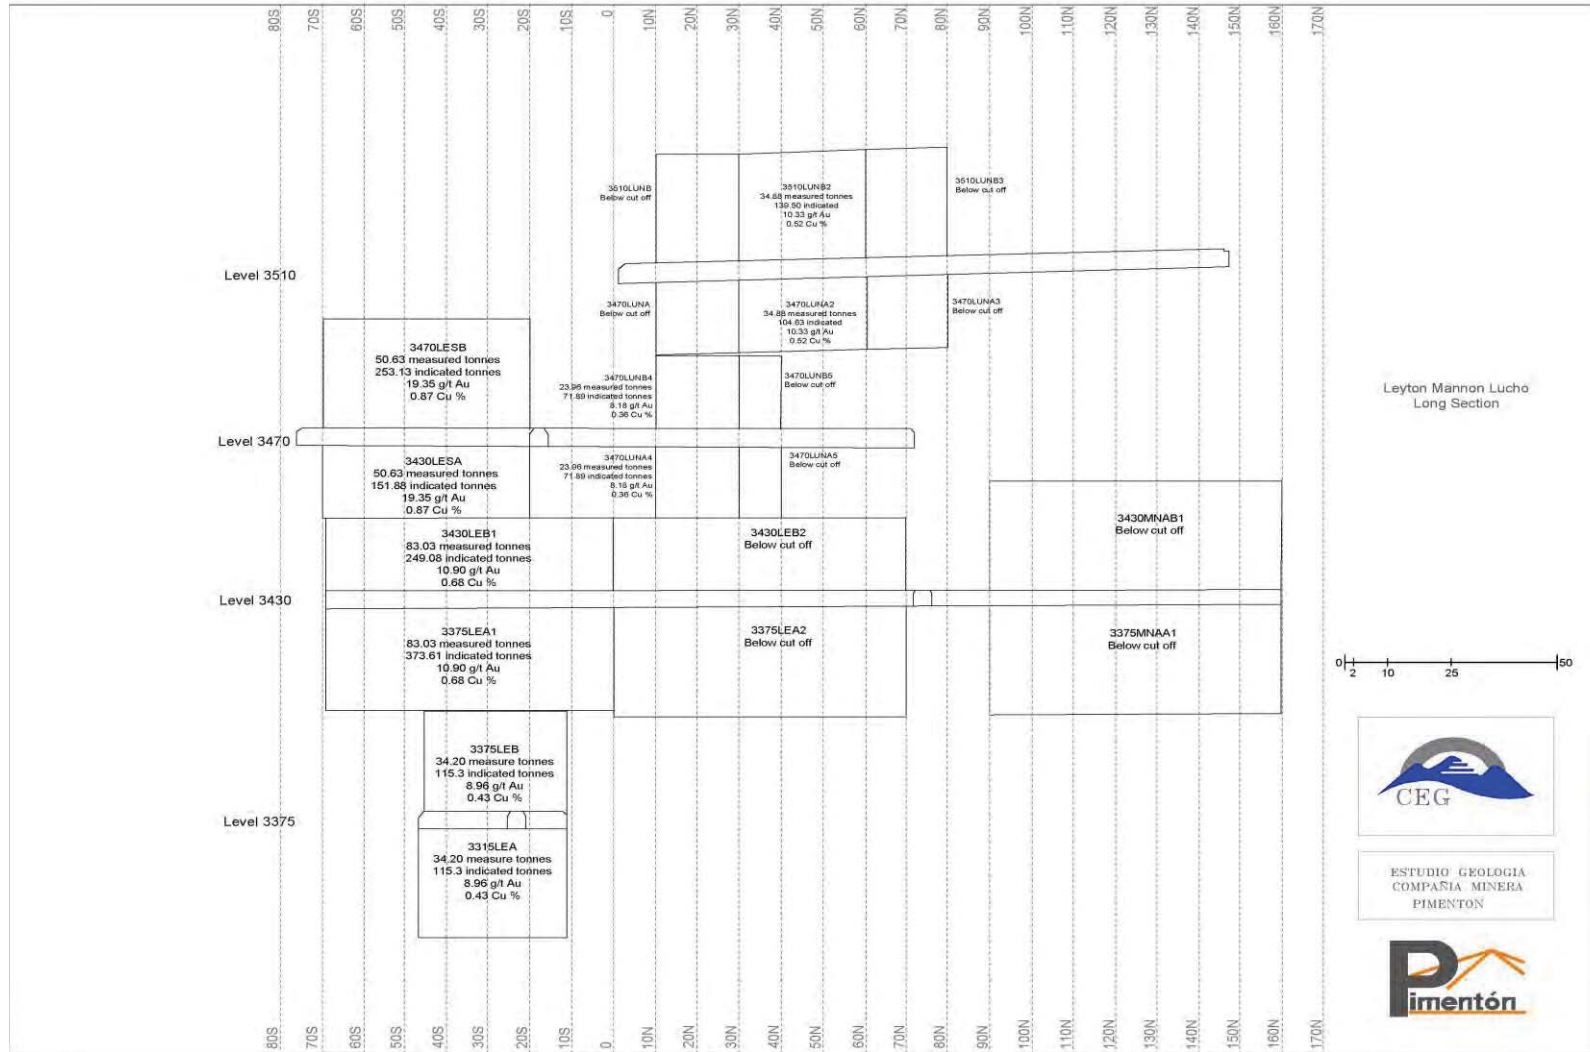 80S 70S 60S 50S 40S 30S 20S 10S 0 10N 20N 30N 40N 50N 60N 70N 80N 90N 100N 110N 120N 130N 140N 150N 160N 170N
3510LUNB
Below cut off
3510LUNB2
34.88 measured tonnes
139.50 indicated
10.33 g/t Au
0.52 Cu %
3510LUNB3
Below cut off
Level 3510
3470LUNA
Below cut off
3470LUNA2
34.88 measured tonnes
104.63 indicated
10.33 g/t Au
0.52 Cu %
3470LUNA3
Below cut off
3470LESB
50.63 measured tonnes
253.13 indicated tonnes
19.35 g/t Au
0.87 Cu %
3470LUNB4
23.96 measured tonnes
71.89 indicated tonnes
8.18 g/t Au
0.36 Cu %
3470LUNB5
Below cut off
Leyton Mannon Lucho
Long Section
Level 3470
3430LESA
50.63 measured tonnes
151.88 indicated tonnes
19.35 g/t Au
0.87 Cu %
3470LUNA4
23.96 measured tonnes
71.89 indicated tonnes
8.18 g/t Au
0.36 Cu %
3470LUNA5
Below cut off
3430LEB1
83.03 measured tonnes
249.08 indicated tonnes
10.90 g/t Au
0.68 Cu %
3430LEB2
Below cut off
3430MNAB1
Below cut off
Level 3430
3375LEA1
83.03 measured tonnes
373.61 indicated tonnes
10.90 g/t Au
0.68 Cu %
3375LEA2
Below cut off
3375MNAA1
Below cut off
0 2 10 25 50
3375LEB
34.20 measure tonnes
115.3 indicated tonnes
8.96 g/t Au
0.43 Cu %
CEG
Level 3375
3315LEA
34.20 measure tonnes
115.3 indicated tonnes
8.96 g/t Au
0.43 Cu %
ESTUDIO GEOLOGIA
COMPAÑIA MINERA
PIMENTON
Pimentón
80S 70S 60S 50S 40S 30S 20S 10S 0 10N 20N 30N 40N 50N 60N 70N 80N 90N 100N 110N 120N 130N 140N 150N 160N 170N